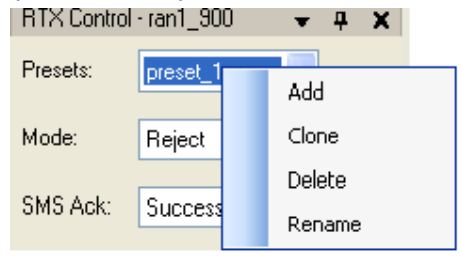 RTX Control - ran1_900
Presets: preset_1
Add
Mode: Reject
Clone
Delete
SMS Ack: Success
Rename